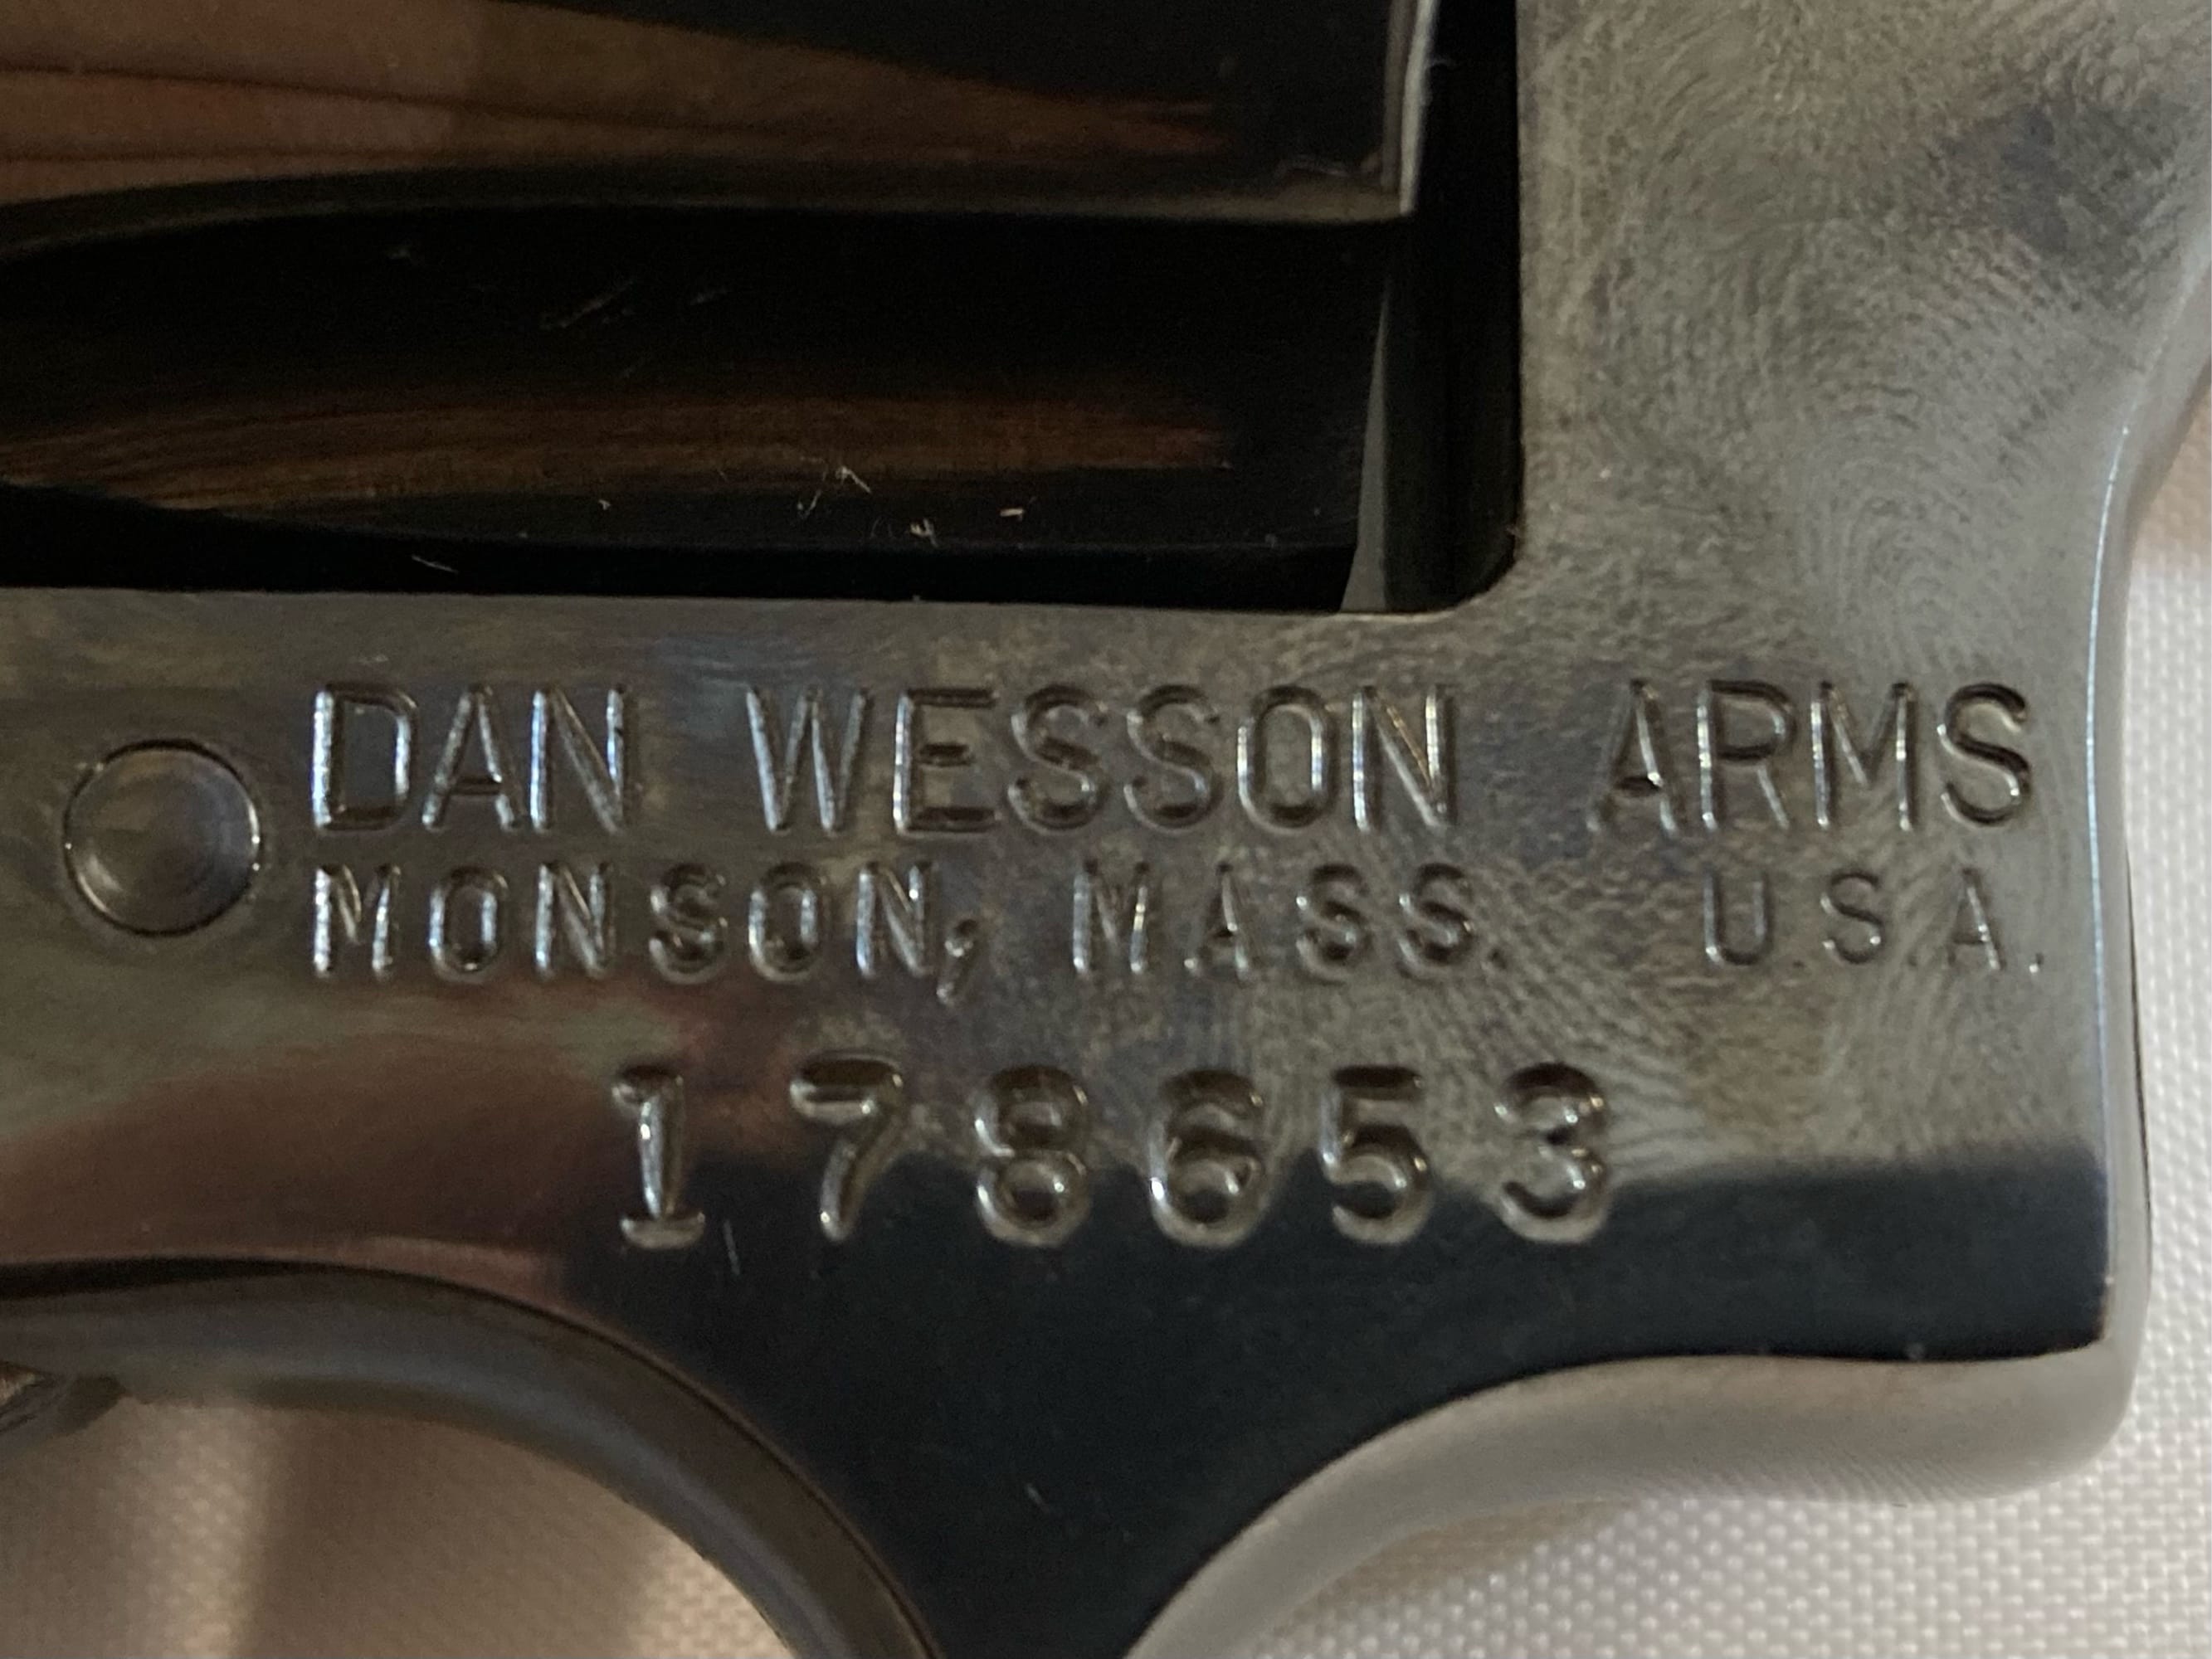 DAN WESSON ARMS
MONSON, MASS. U.S.A.
178653